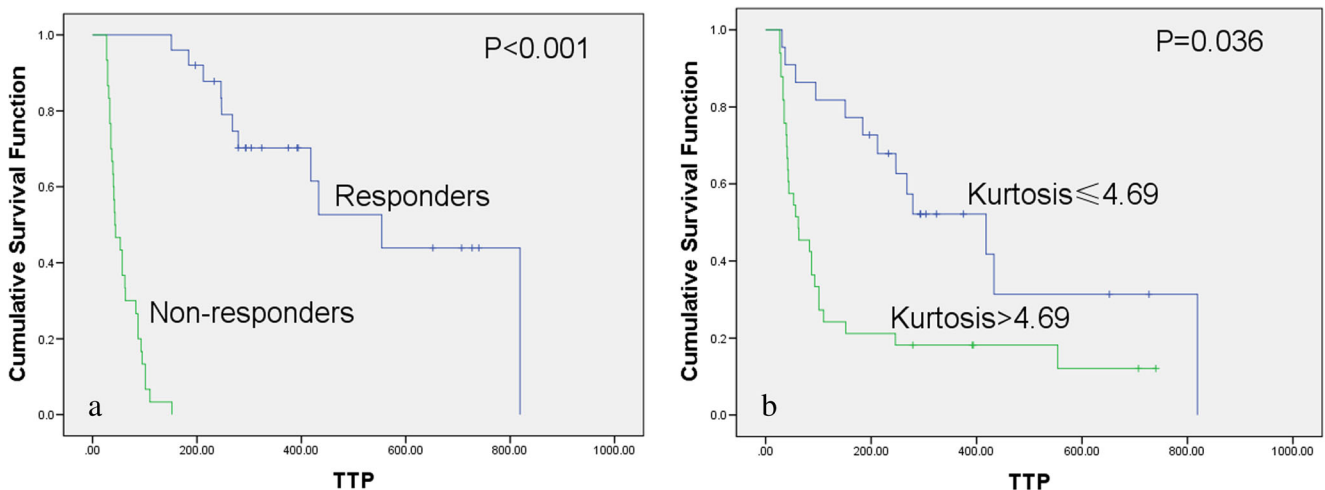 P<0.001
Cumulative Survival Function
1.0
0.8
0.6
0.4
0.2
0.0
Responders
Non-responders
a
.00 200.00 400.00 600.00 800.00 1000.00
TTP
P=0.036
Cumulative Survival Function
1.0
0.8
0.6
0.4
0.2
0.0
Kurtosis≤4.69
Kurtosis>4.69
b
.00 200.00 400.00 600.00 800.00 1000.00
TTP